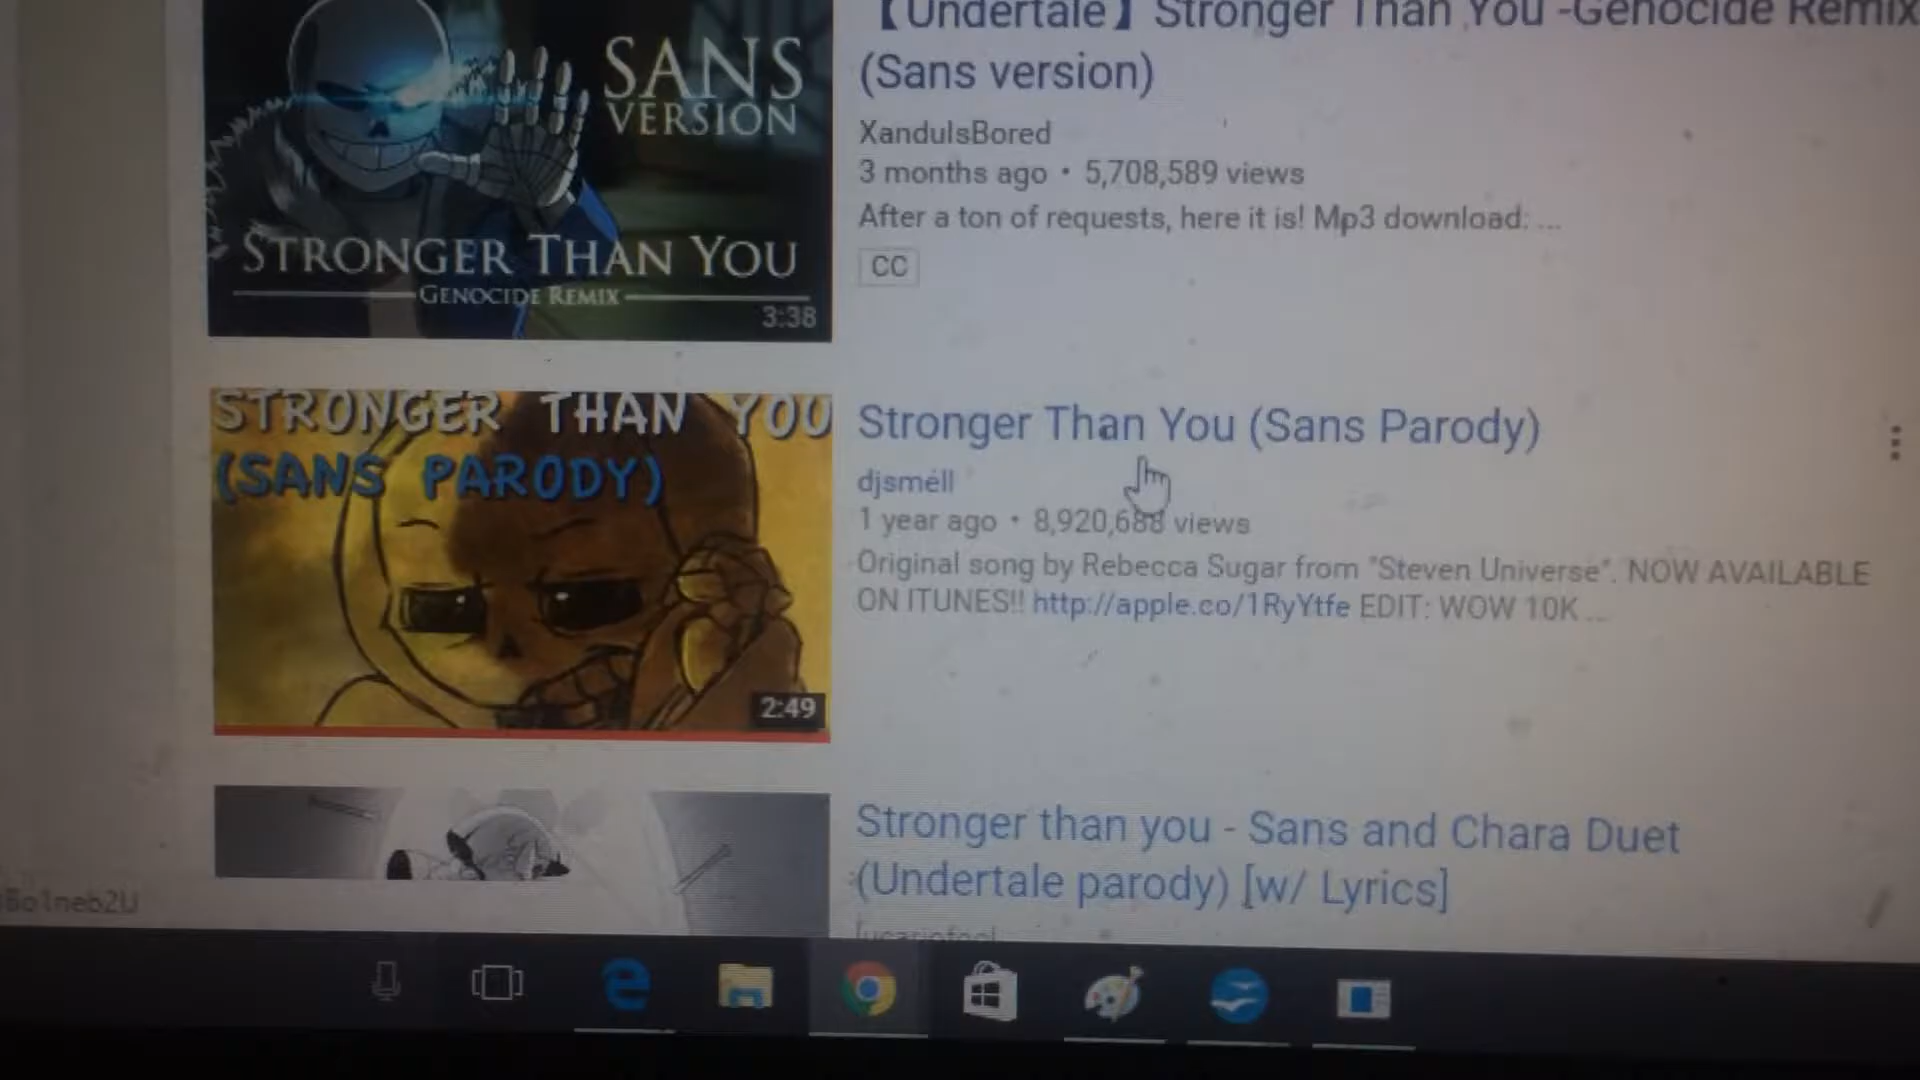 【Undertale】Stronger Than You -Genocide Remix
(Sans version)
XandulsBored
3 months ago • 5,708,589 views
After a ton of requests, here it is! Mp3 download: ...
CC
SANS
VERSION
STRONGER THAN YOU
GENOCIDE REMIX
3:38
STRONGER THAN YOU
(SANS PARODY)
2:49
Stronger Than You (Sans Parody)
djsmell
1 year ago • 8,920,688 views
Original song by Rebecca Sugar from "Steven Universe". NOW AVAILABLE
ON ITUNES!! http://apple.co/1RyYtfe EDIT: WOW 10K ...
Stronger than you - Sans and Chara Duet
(Undertale parody) [w/ Lyrics]